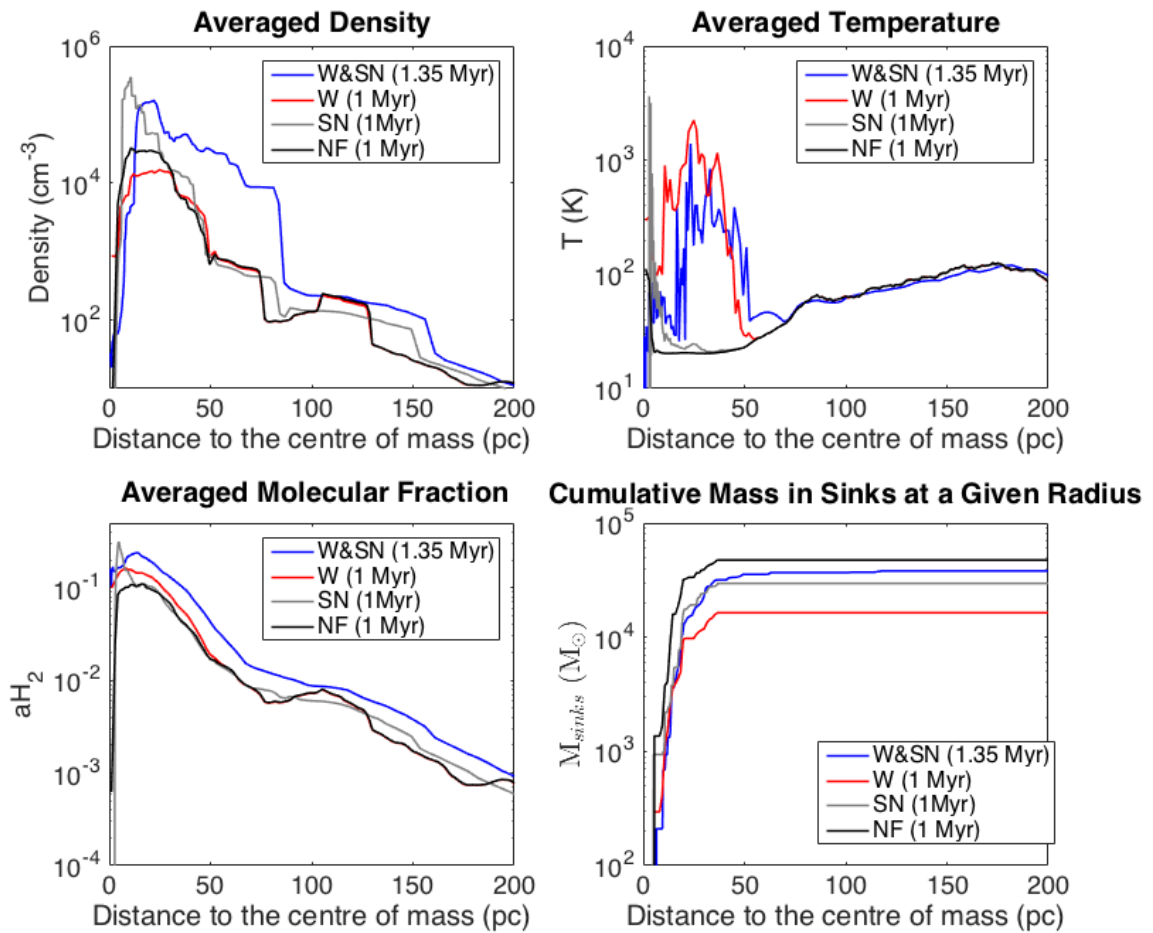 Averaged Density
10^6
10^4
10^2
Density (cm^-3)
W&SN (1.35 Myr)
W (1 Myr)
SN (1Myr)
NF (1 Myr)
0 50 100 150 200
Distance to the centre of mass (pc)
Averaged Temperature
10^4
10^3
10^2
10^1
T (K)
W&SN (1.35 Myr)
W (1 Myr)
SN (1Myr)
NF (1 Myr)
0 50 100 150 200
Distance to the centre of mass (pc)
Averaged Molecular Fraction
10^-1
10^-2
10^-3
10^-4
aH_2
W&SN (1.35 Myr)
W (1 Myr)
SN (1Myr)
NF (1 Myr)
0 50 100 150 200
Distance to the centre of mass (pc)
Cumulative Mass in Sinks at a Given Radius
10^5
10^4
10^3
10^2
M_sinks (M_⊙)
W&SN (1.35 Myr)
W (1 Myr)
SN (1Myr)
NF (1 Myr)
0 50 100 150 200
Distance to the centre of mass (pc)